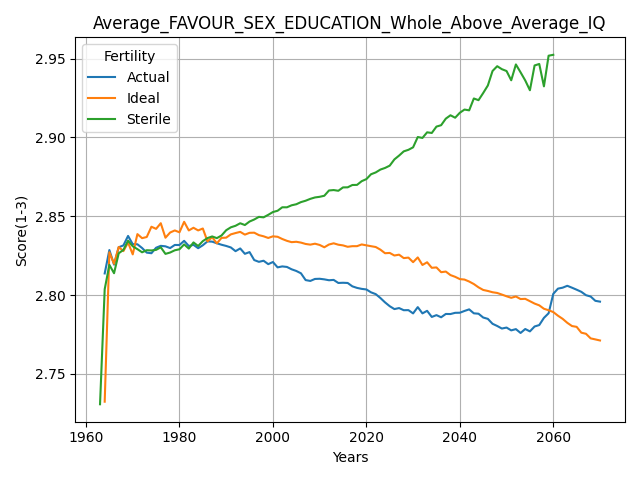 Average_FAVOUR_SEX_EDUCATION_Whole_Above_Average_IQ
Fertility
Actual
Ideal
Sterile
Score(1-3)
2.95
2.90
2.85
2.80
2.75
1960 1980 2000 2020 2040 2060
Years